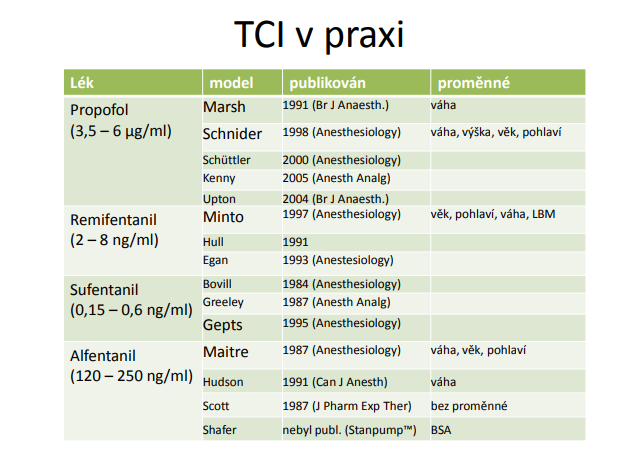 TCI v praxi
Lék model publikován proměnné
Propofol
(3,5 – 6 µg/ml)
Marsh 1991 (Br J Anaesth.) váha
Schnider 1998 (Anesthesiology) váha, výška, věk, pohlaví
Schüttler 2000 (Anesthesiology)
Kenny 2005 (Anesth Analg)
Upton 2004 (Br J Anaesth.)
Remifentanil
(2 – 8 ng/ml)
Minto 1997 (Anesthesiology) věk, pohlaví, váha, LBM
Hull 1991
Egan 1993 (Anestesiology)
Sufentanil
(0,15 – 0,6 ng/ml)
Bovill 1984 (Anesthesiology)
Greeley 1987 (Anesth Analg)
Gepts 1995 (Anesthesiology)
Alfentanil
(120 – 250 ng/ml)
Maitre 1987 (Anesthesiology) váha, věk, pohlaví
Hudson 1991 (Can J Anesth) váha
Scott 1987 (J Pharm Exp Ther) bez proměnné
Shafer nebyl publ. (Stanpump™) BSA